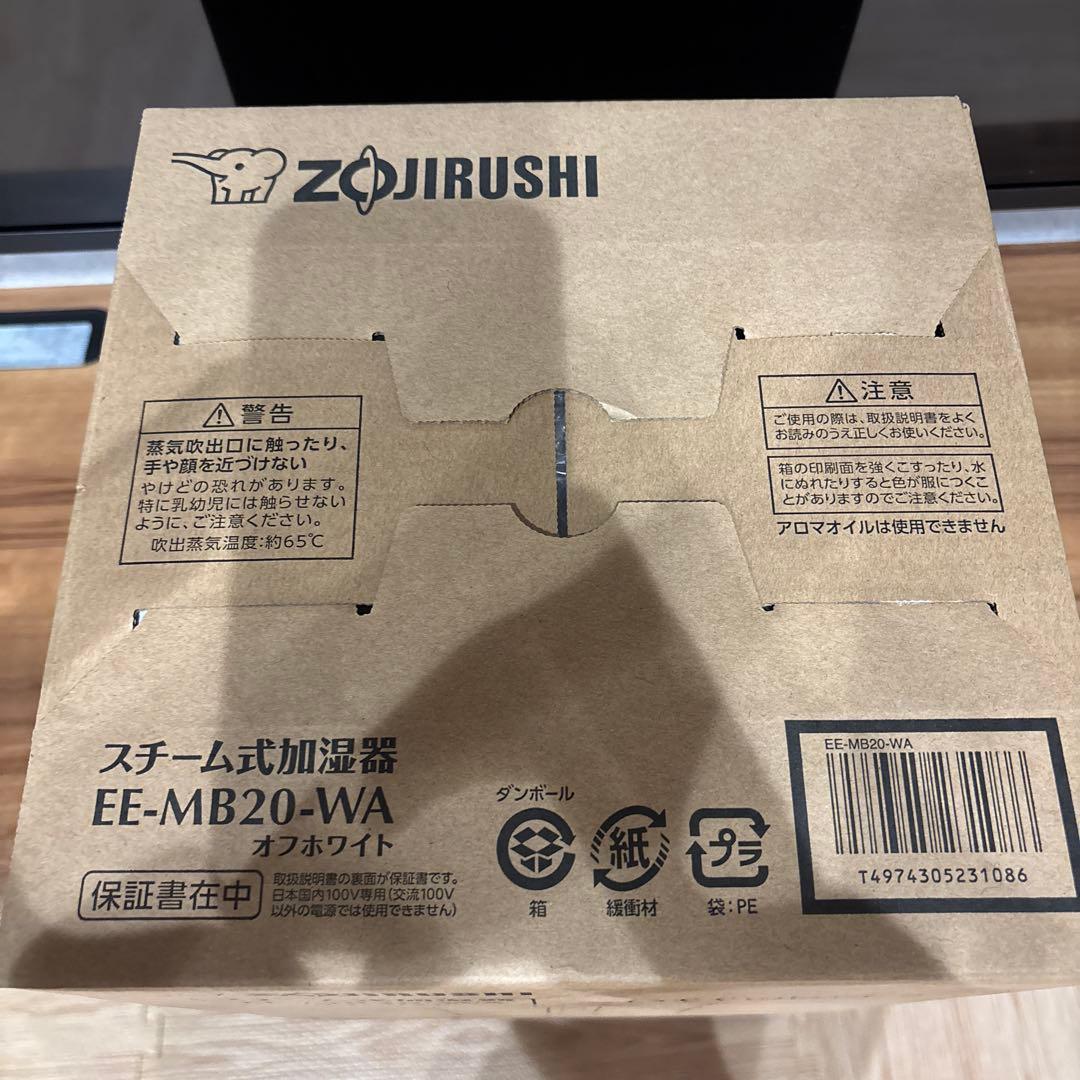 ZOJIRUSHI
警告
蒸気吹出口に触ったり、
手や顔を近づけない
やけどの恐れがあります。
特に乳幼児には触らせない
ように、ご注意ください。
吹出蒸気温度:約65℃
注意
ご使用の際は、取扱説明書をよく
お読みのうえ正しくお使いください。
箱の印刷面を強くこすったり、水
にぬれたりすると色が服につくこ
とがありますのでご注意ください。
アロマオイルは使用できません
スチーム式加湿器
EE-MB20-WA
オフホワイト
保証書在中
取扱説明書の裏面が保証書です。
日本国内100V専用(交流100V
以外の電源では使用できません)
ダンボール
箱
紙
緩衝材
プラ
袋:PE
EE-MB20-WA
T4974305231086